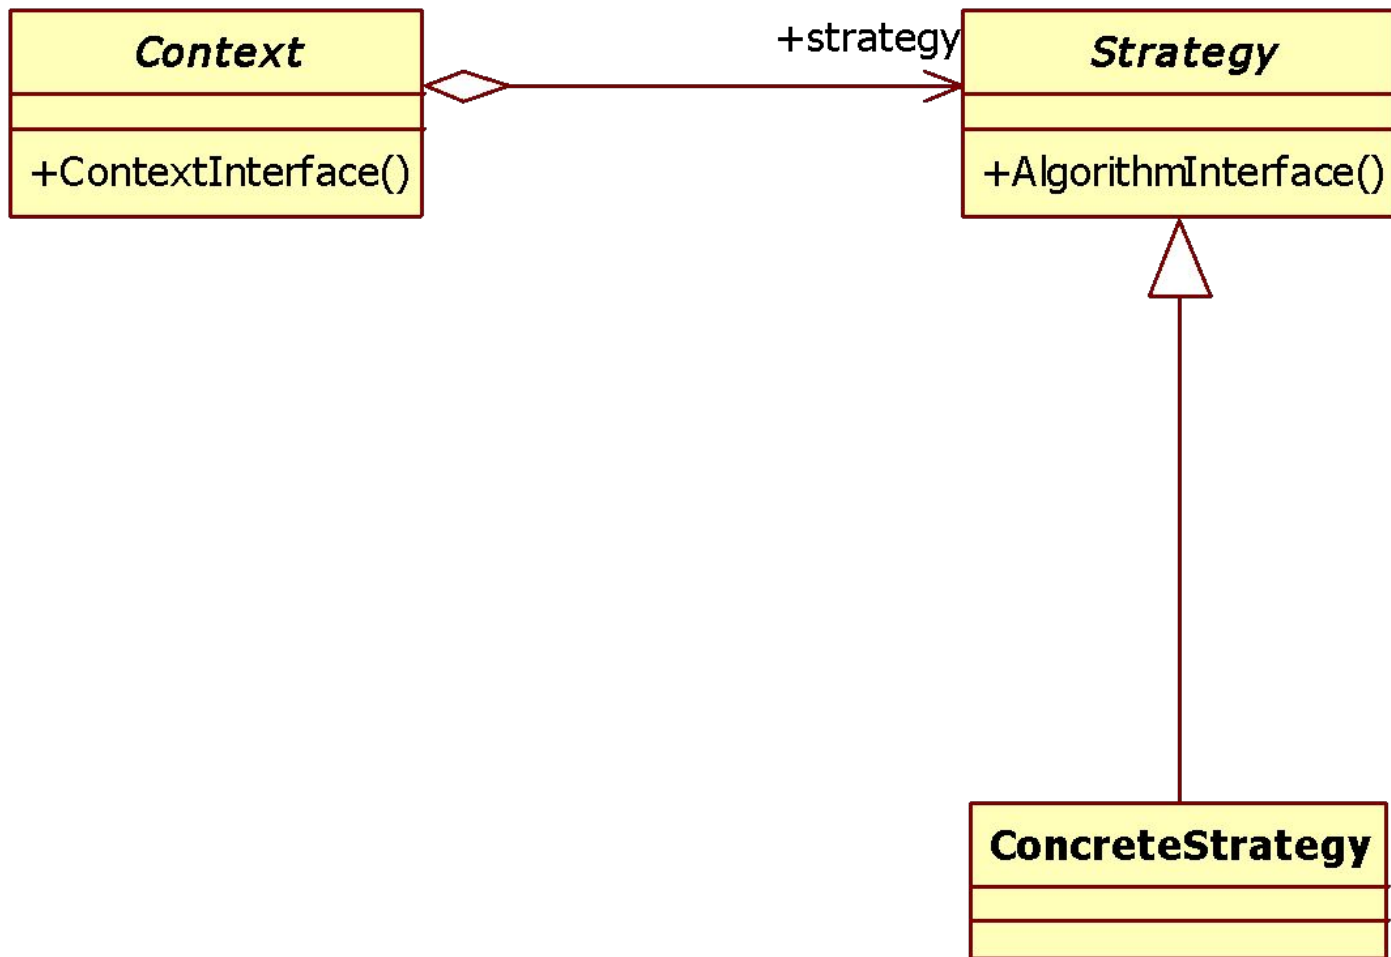 Context
+strategy
Strategy
+ContextInterface()
+AlgorithmInterface()
ConcreteStrategy